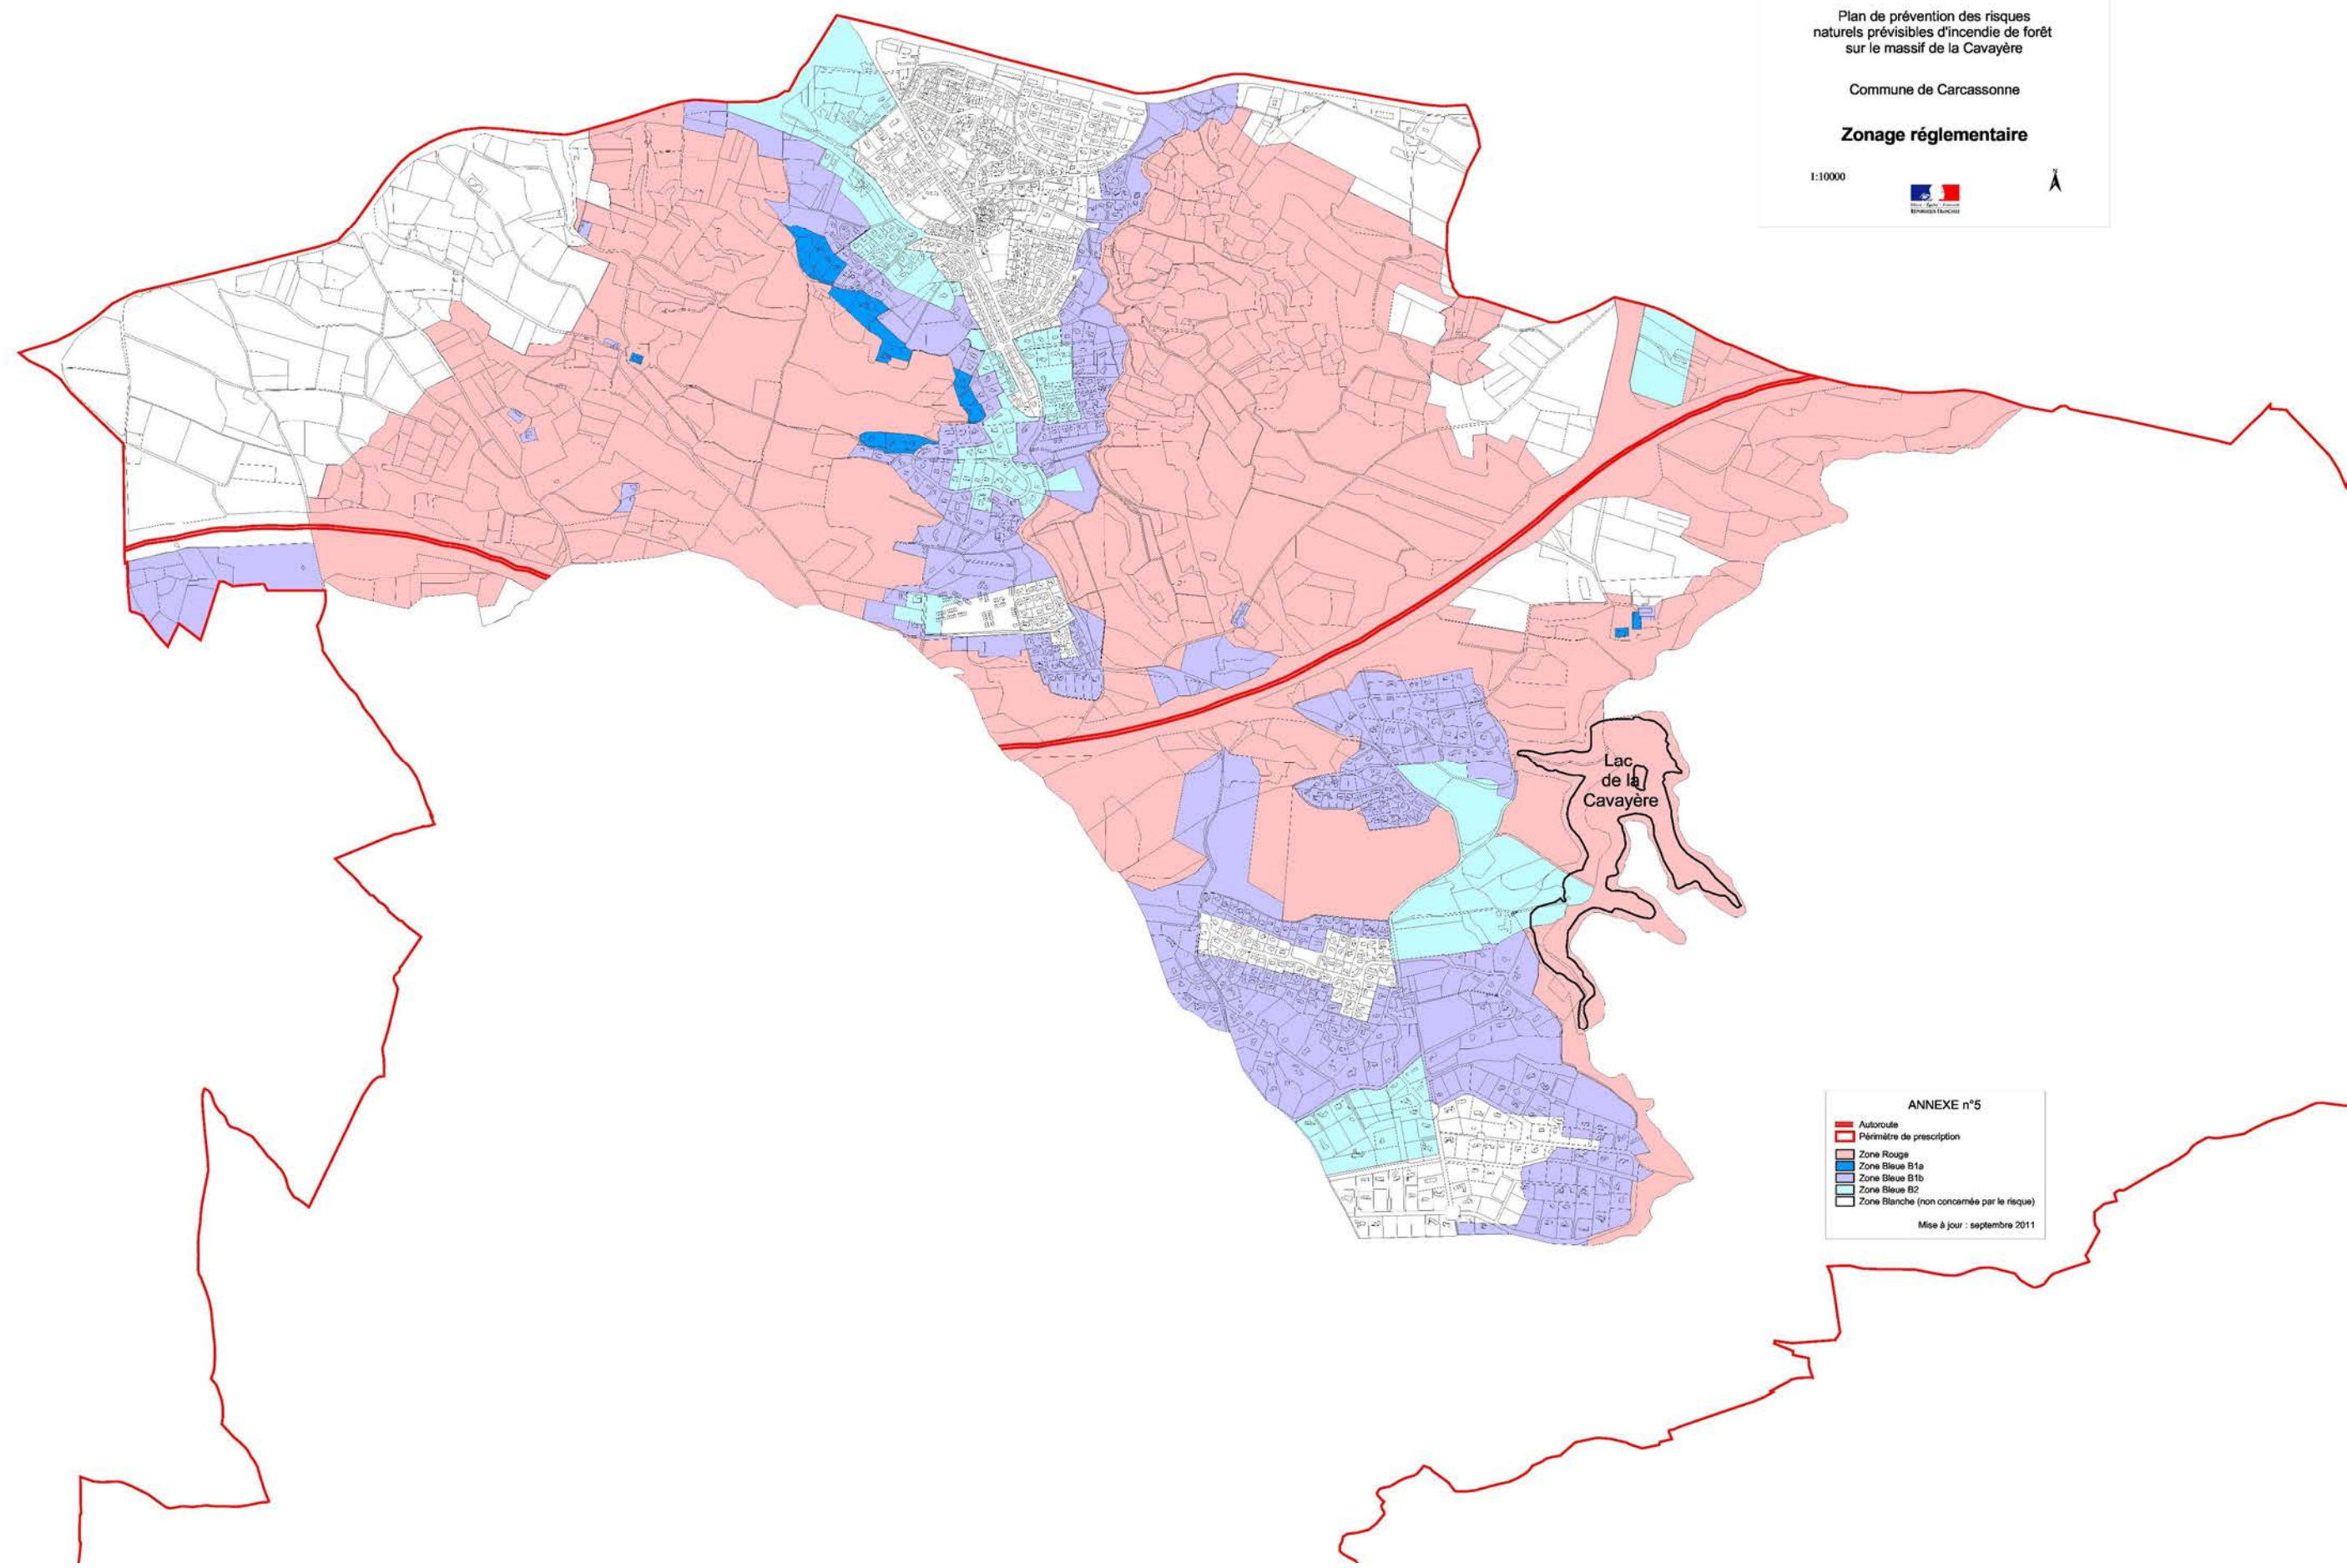 Plan de prévention des risques
naturels prévisibles d'incendie de forêt
sur le massif de la Cavayère
Commune de Carcassonne
Zonage réglementaire
1:10000
N
RÉPUBLIQUE FRANÇAISE
Lac
de la
Cavayère
ANNEXE n°5
Autoroute
Périmètre de prescription
Zone Rouge
Zone Bleue B1a
Zone Bleue B1b
Zone Bleue B2
Zone Blanche (non concernée par le risque)
Mise à jour : septembre 2011